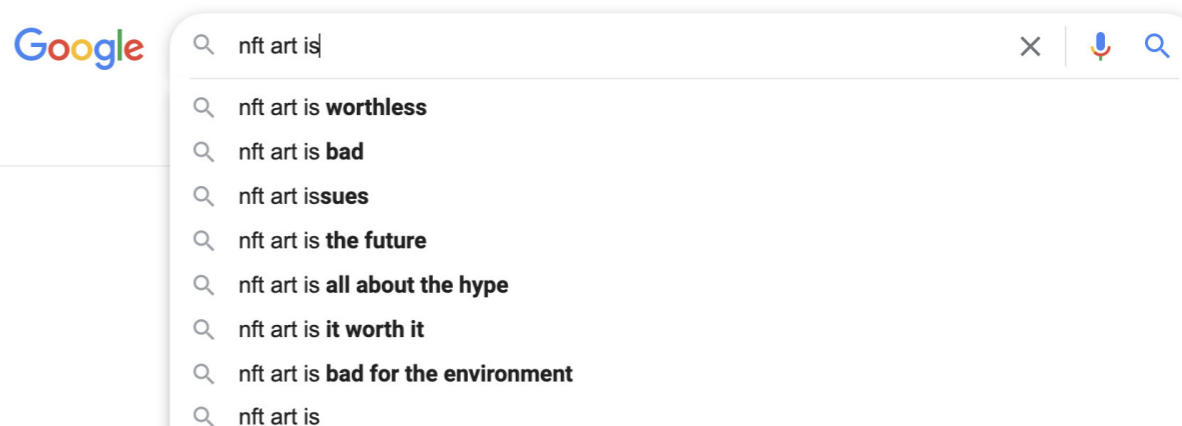 Google
nft art is
nft art is worthless
nft art is bad
nft art issues
nft art is the future
nft art is all about the hype
nft art is it worth it
nft art is bad for the environment
nft art is